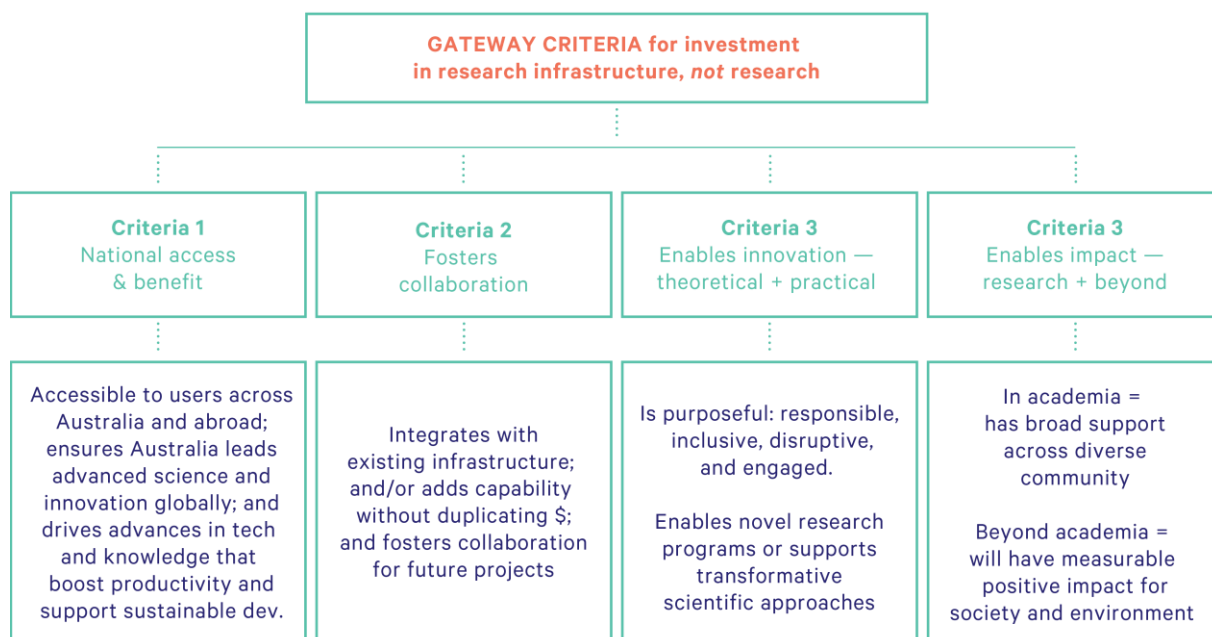 GATEWAY CRITERIA for investment
in research infrastructure, not research
Criteria 1
National access
& benefit
Criteria 2
Fosters
collaboration
Criteria 3
Enables innovation —
theoretical + practical
Criteria 3
Enables impact —
research + beyond
Accessible to users across
Australia and abroad;
ensures Australia leads
advanced science and
innovation globally; and
drives advances in tech
and knowledge that
boost productivity and
support sustainable dev.
Integrates with
existing infrastructure;
and/or adds capability
without duplicating $;
and fosters collaboration
for future projects
Is purposeful: responsible,
inclusive, disruptive,
and engaged.
Enables novel research
programs or supports
transformative
scientific approaches
In academia =
has broad support
across diverse
community
Beyond academia =
will have measurable
positive impact for
society and environment